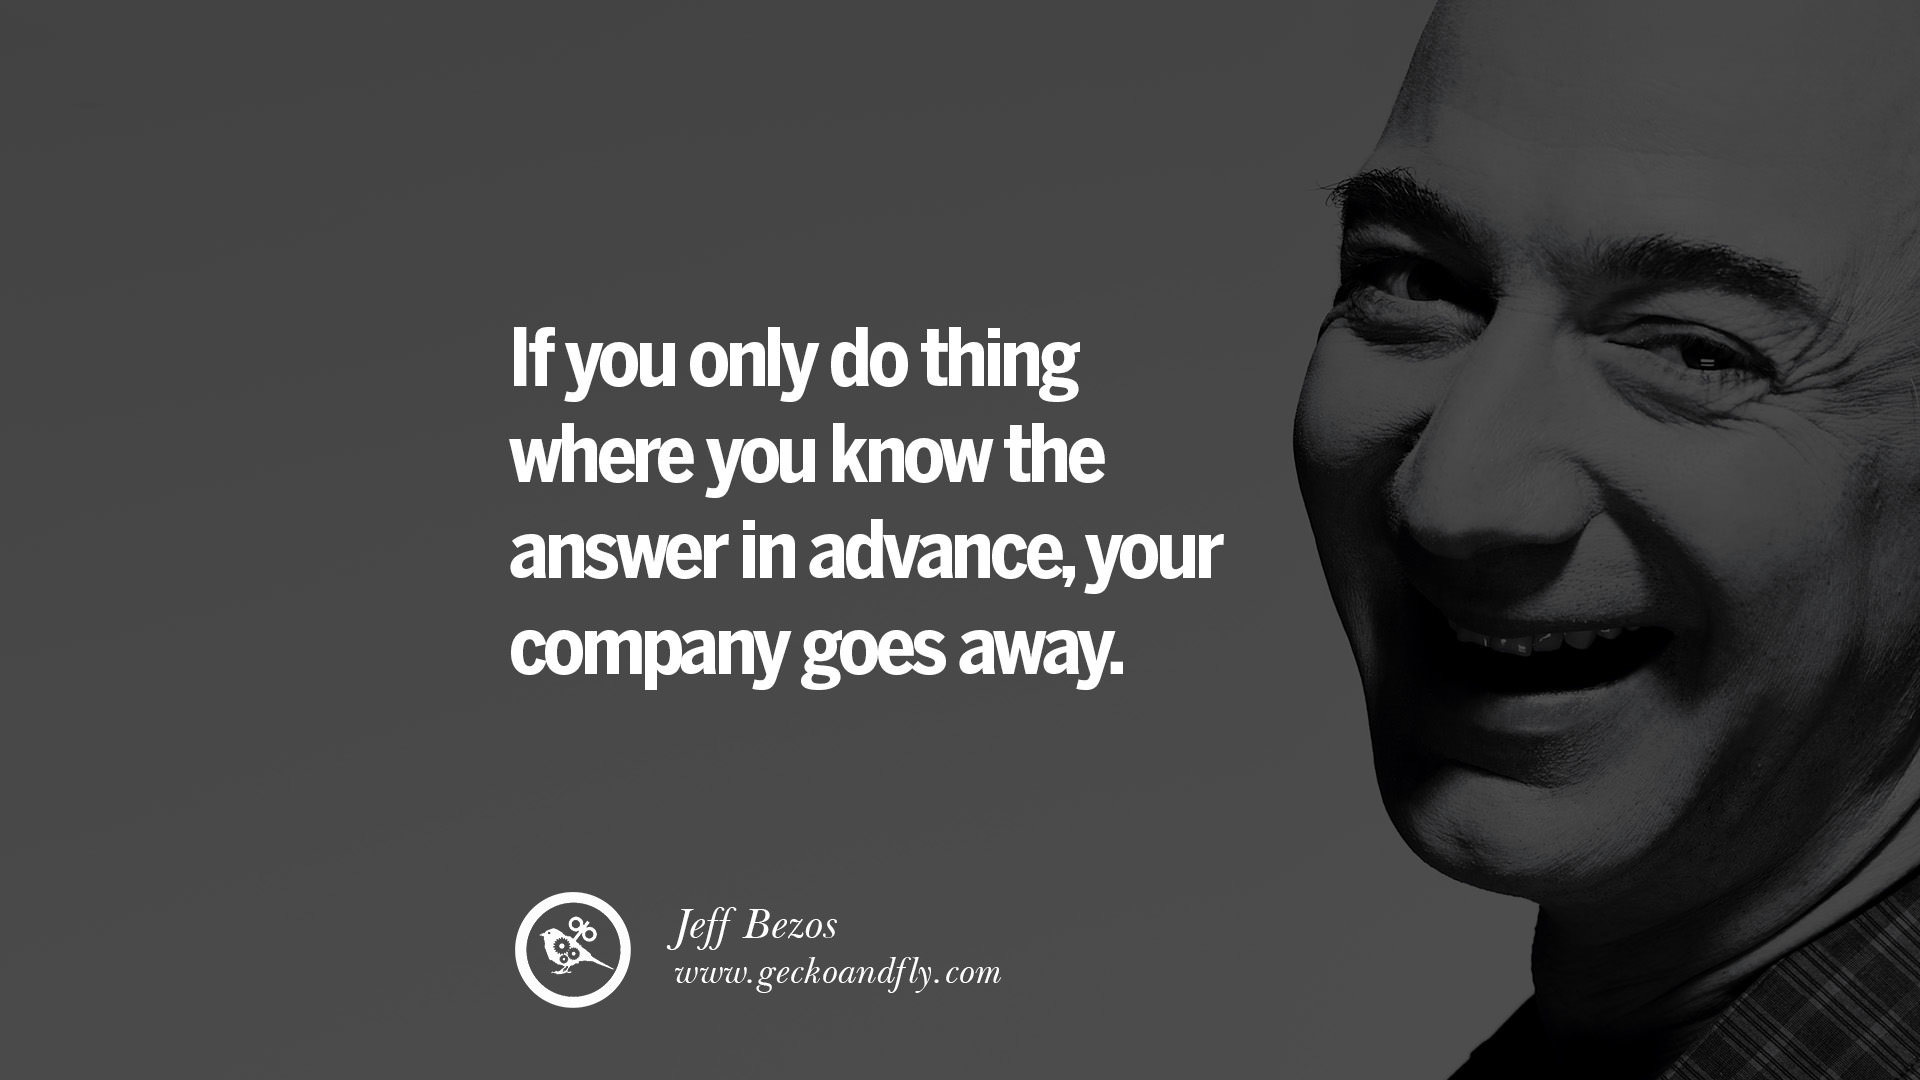 If you only do thing
where you know the
answer in advance, your
company goes away.
Jeff Bezos
www.geckoandfly.com